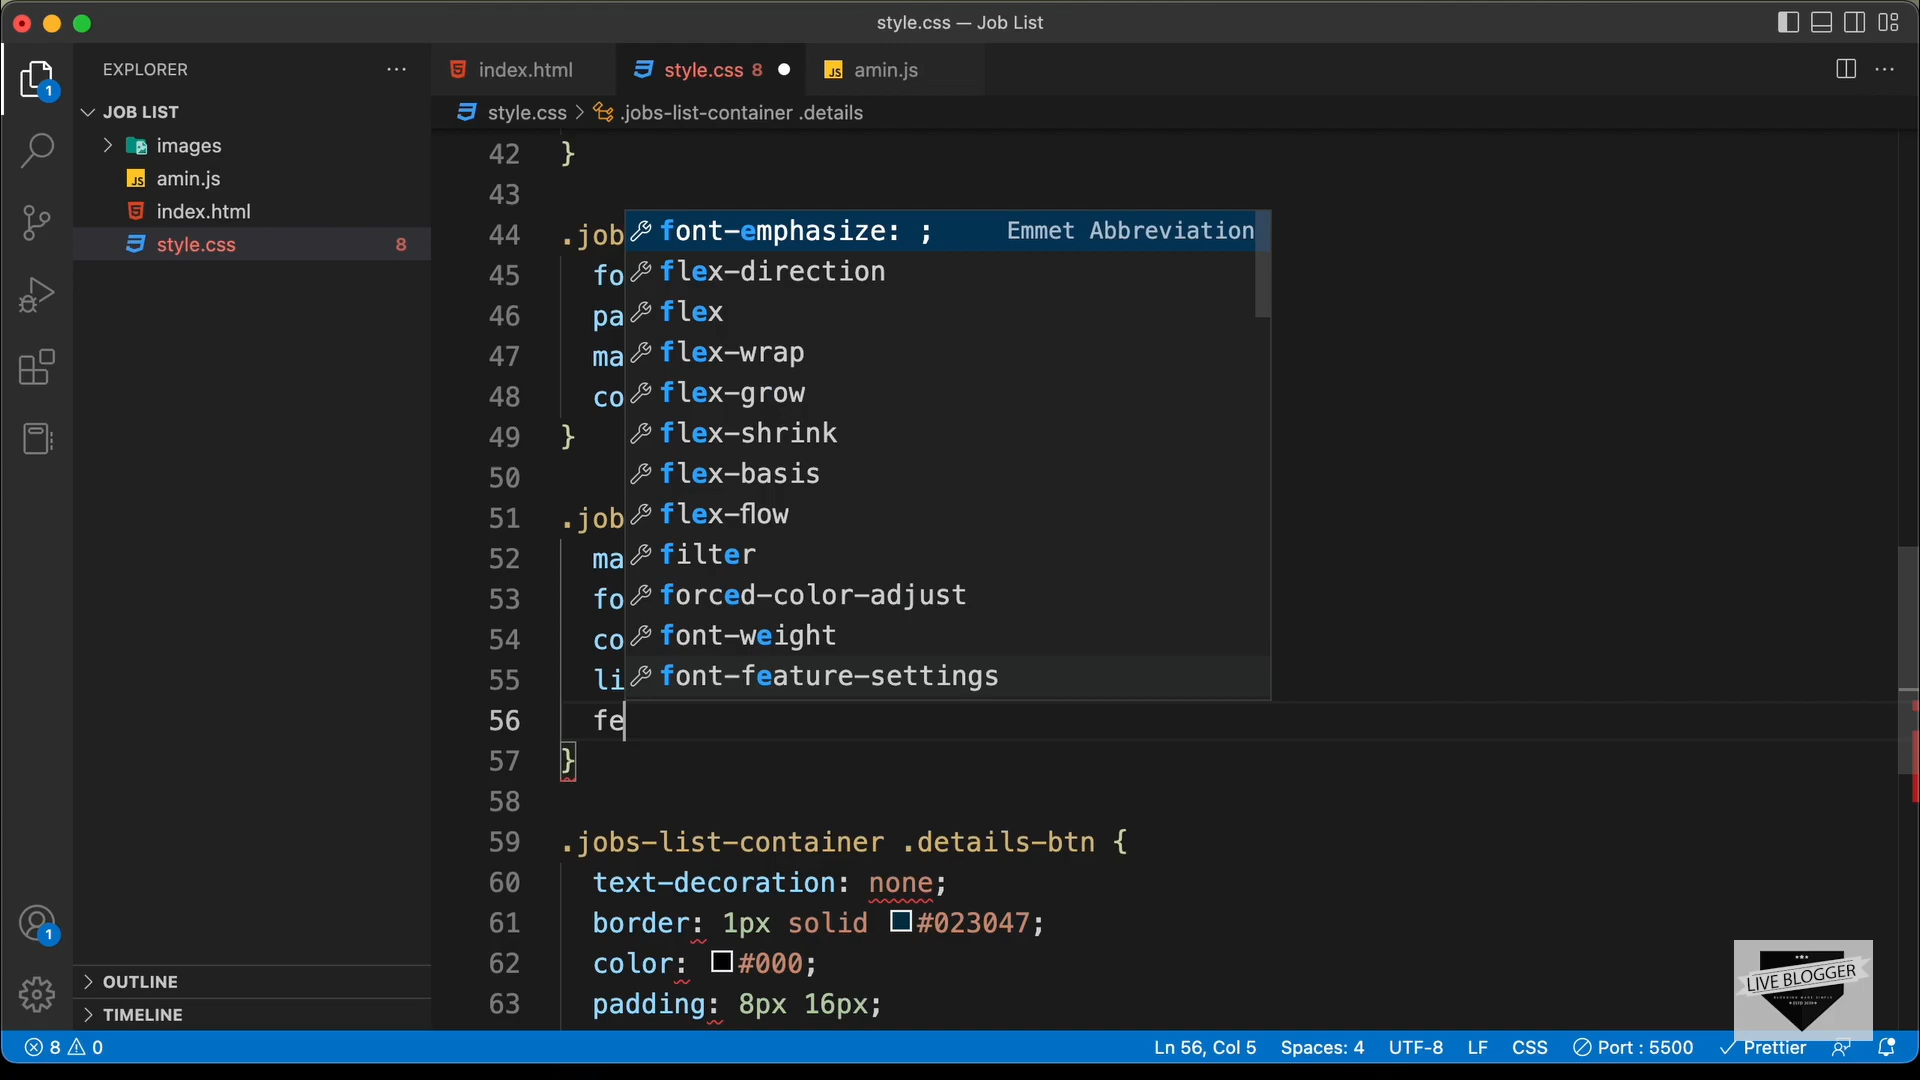 style.css — Job List
EXPLORER
index.html
style.css 8
amin.js
JOB LIST
style.css > .jobs-list-container .details
images
amin.js
index.html
style.css 8
42 }
43
44 .job
45 fo
46 pa
47 ma
48 co
49 }
50
51 .job
52 ma
53 fo
54 co
55 li
56 fe
57 }
58
59 .jobs-list-container .details-btn {
60 text-decoration: none;
61 border: 1px solid #023047;
62 color: #000;
63 padding: 8px 16px;
font-emphasize: ; Emmet Abbreviation
flex-direction
flex
flex-wrap
flex-grow
flex-shrink
flex-basis
flex-flow
filter
forced-color-adjust
font-weight
font-feature-settings
1
1
OUTLINE
TIMELINE
LIVE BLOGGER
8 0
Ln 56, Col 5 Spaces: 4 UTF-8 LF CSS Port : 5500 Prettier